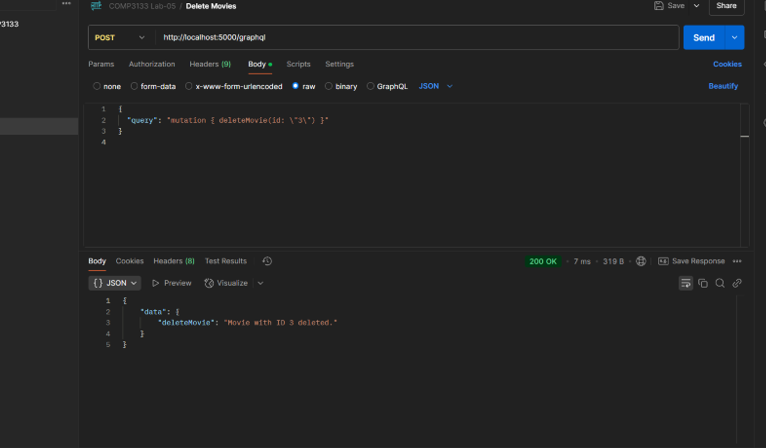 COMP3133 Lab-05 / Delete Movies
Save
Share
3133
POST
http://localhost:5000/graphql
Send
Params Authorization Headers (9) Body Scripts Settings Cookies
none form-data x-www-form-urlencoded raw binary GraphQL JSON Beautify
1 {
2 "query": "mutation { deleteMovie(id: \"3\") }"
3 }
4
Body Cookies Headers (8) Test Results 200 OK • 7 ms • 319 B Save Response
{} JSON Preview Visualize
1 {
2 "data": {
3 "deleteMovie": "Movie with ID 3 deleted."
4 }
5 }